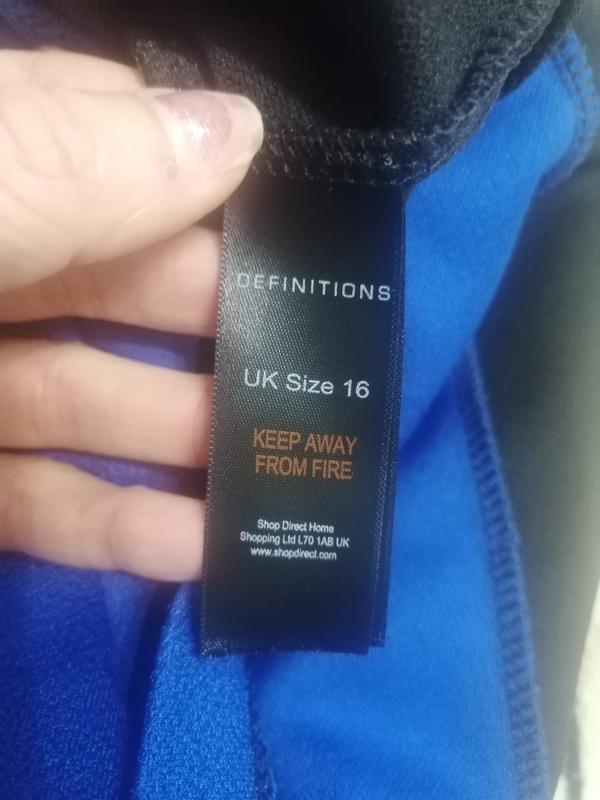 DEFINITIONS
UK Size 16
KEEP AWAY
FROM FIRE
Shop Direct Home
Shopping Ltd L70 1AB UK
www.shopdirect.com